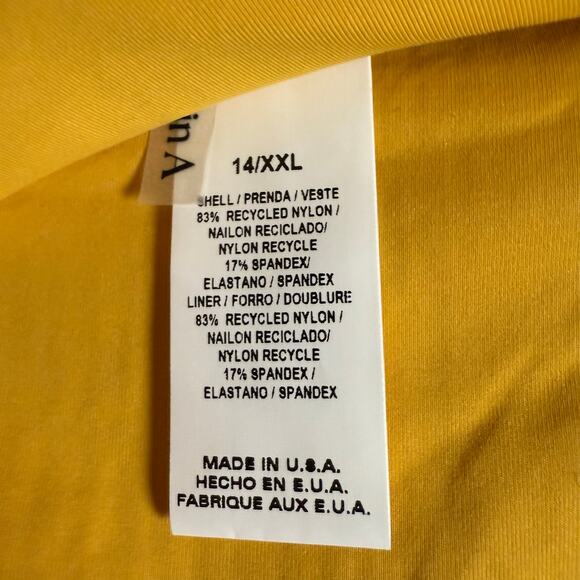 in A
14/XXL
SHELL / PRENDA / VESTE
83% RECYCLED NYLON /
NAILON RECICLADO/
NYLON RECYCLE
17% SPANDEX/
ELASTANO / SPANDEX
LINER / FORRO / DOUBLURE
83% RECYCLED NYLON /
NAILON RECICLADO/
NYLON RECYCLE
17% SPANDEX /
ELASTANO / SPANDEX
MADE IN U.S.A.
HECHO EN E.U.A.
FABRIQUE AUX E.U.A.